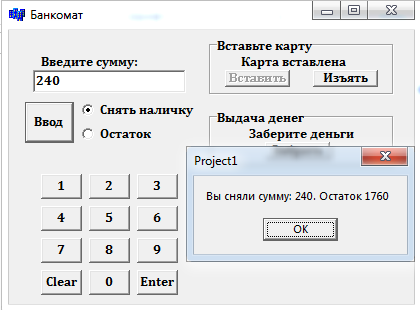 Банкомат
Введите сумму:
240
Ввод
Снять наличку
Остаток
Вставьте карту
Карта вставлена
Вставить
Изъять
Выдача денег
Заберите деньги
Project1
Вы сняли сумму: 240. Остаток 1760
OK
1 2 3
4 5 6
7 8 9
Clear 0 Enter